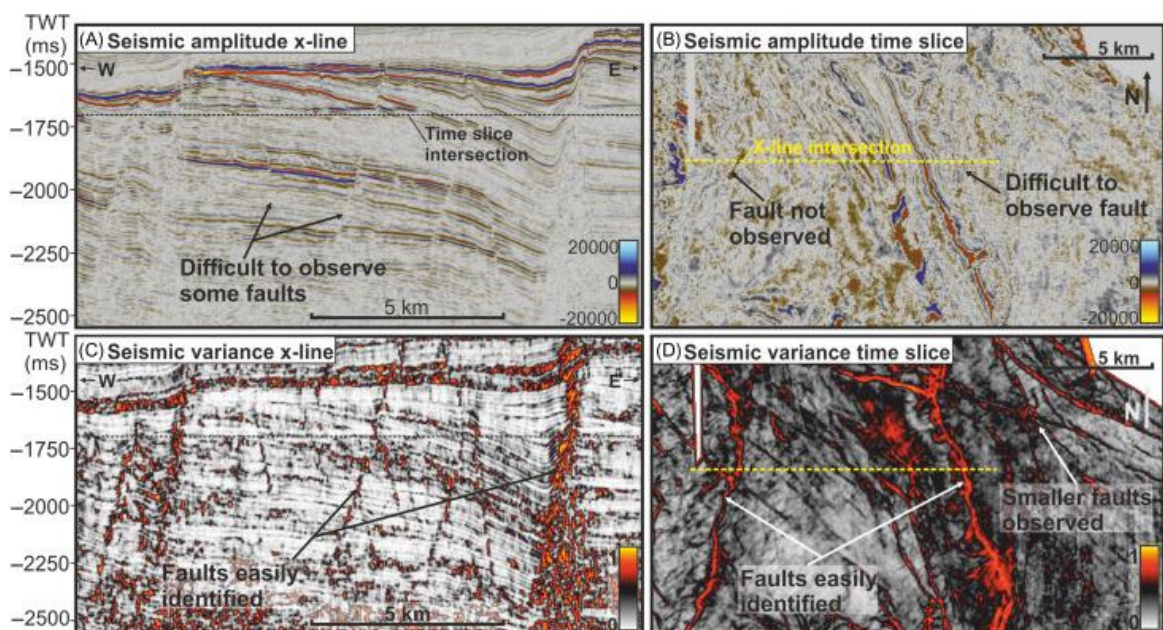 TWT
(ms)
(A) Seismic amplitude x-line
W
E
-1500
-1750
-2000
-2250
-2500
Time slice
intersection
Difficult to observe
some faults
5 km
20000
0
-20000
(B) Seismic amplitude time slice
5 km
N
X-line intersection
Fault not
observed
Difficult to
observe fault
20000
0
-20000
TWT
(ms)
(C) Seismic variance x-line
W
E
-1500
-1750
-2000
-2250
-2500
Faults easily
identified
5 km
1
0
(D) Seismic variance time slice
5 km
N
Smaller faults
observed
Faults easily
identified
1
0